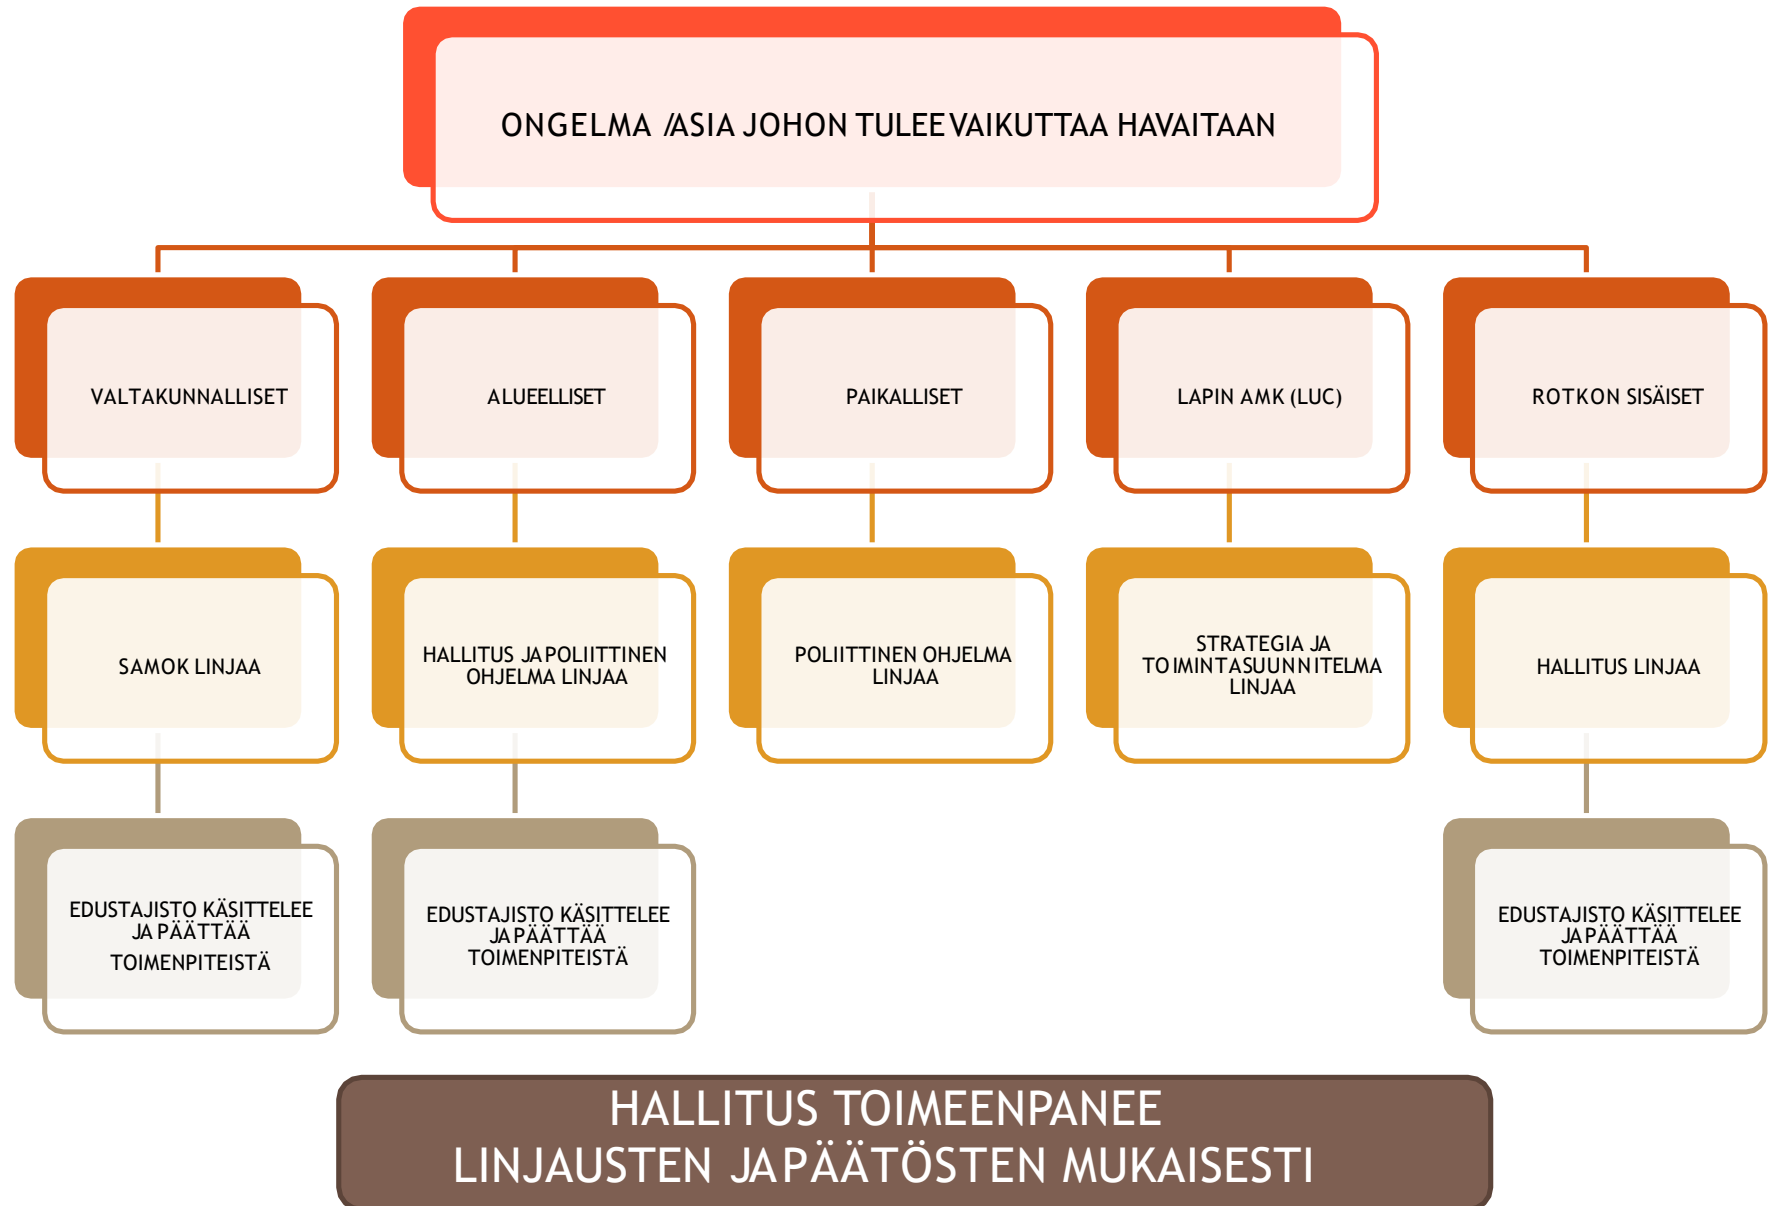 ONGELMA /ASIA JOHON TULEE VAIKUTTAA HAVAITAAN
VALTAKUNNALLISET
ALUEELLISET
PAIKALLISET
LAPIN AMK (LUC)
ROTKON SISÄISET
SAMOK LINJAA
HALLITUS JA POLIITTINEN
OHJELMA LINJAA
POLIITTINEN OHJELMA
LINJAA
STRATEGIA JA
TOIMINTASUUNNITELMA
LINJAA
HALLITUS LINJAA
EDUSTAJISTO KÄSITTELEE
JA PÄÄTTÄÄ
TOIMENPITEISTÄ
EDUSTAJISTO KÄSITTELEE
JA PÄÄTTÄÄ
TOIMENPITEISTÄ
EDUSTAJISTO KÄSITTELEE
JA PÄÄTTÄÄ
TOIMENPITEISTÄ
HALLITUS TOIMEENPANEE
LINJAUSTEN JA PÄÄTÖSTEN MUKAISESTI